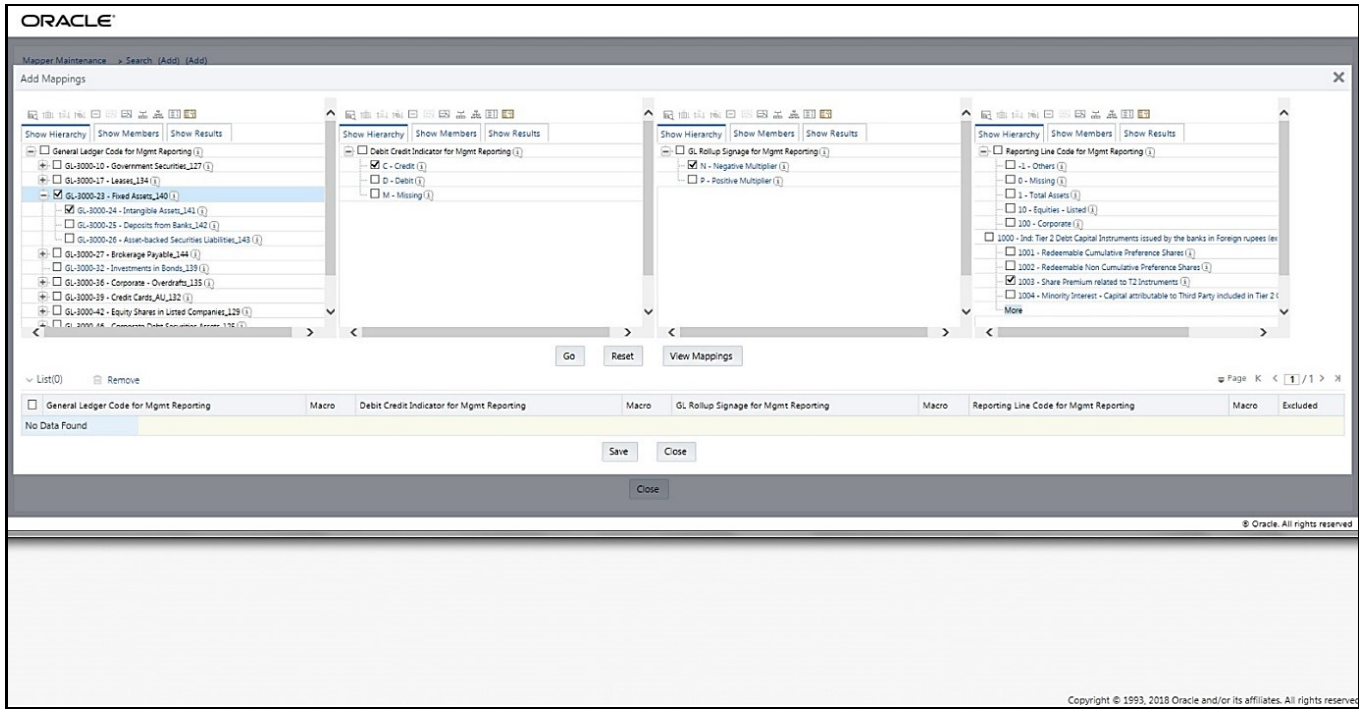 ORACLE
Mapper Maintenance > Search (Add) (Add)
Add Mappings
Show Hierarchy Show Members Show Results
General Ledger Code for Mgmt Reporting
GL-3000-10 - Government Securities_127
GL-3000-17 - Leases_134
GL-3000-23 - Fixed Assets_140
GL-3000-24 - Intangible Assets_141
GL-3000-25 - Deposits from Banks_142
GL-3000-26 - Asset-backed Securities Liabilities_143
GL-3000-27 - Brokerage Payable_144
GL-3000-32 - Investments in Bonds_139
GL-3000-36 - Corporate - Overdrafts_135
GL-3000-39 - Credit Cards_AU_132
GL-3000-42 - Equity Shares in Listed Companies_129
GL-3000-46 - Corporate Debt Securities Assets_125
Show Hierarchy Show Members Show Results
Debit Credit Indicator for Mgmt Reporting
C - Credit
D - Debit
M - Missing
Show Hierarchy Show Members Show Results
GL Rollup Signage for Mgmt Reporting
N - Negative Multiplier
P - Positive Multiplier
Show Hierarchy Show Members Show Results
Reporting Line Code for Mgmt Reporting
-1 - Others
0 - Missing
1 - Total Assets
10 - Equities - Listed
100 - Corporate
1000 - Ind: Tier 2 Debt Capital Instruments issued by the banks in Foreign rupees (ex
1001 - Redeemable Cumulative Preference Shares
1002 - Redeemable Non Cumulative Preference Shares
1003 - Share Premium related to T2 Instruments
1004 - Minority Interest - Capital attributable to Third Party included in Tier 2 (
More
Go Reset View Mappings
List(0) Remove Page 1 / 1
General Ledger Code for Mgmt Reporting Macro Debit Credit Indicator for Mgmt Reporting Macro GL Rollup Signage for Mgmt Reporting Macro Reporting Line Code for Mgmt Reporting Macro Excluded
No Data Found
Save Close
Close
© Oracle. All rights reserved
Copyright © 1993, 2018 Oracle and/or its affiliates. All rights reserved